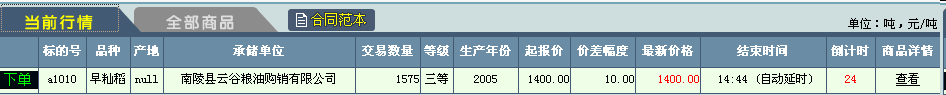 当前行情 全部商品 合同范本 单位：吨，元/吨
标的号 品种 产地 承储单位 交易数量 等级 生产年份 起报价 价差幅度 最新价格 结束时间 倒计时 商品详情
下单 a1010 早籼稻 null 南陵县云谷粮油购销有限公司 1575 三等 2005 1400.00 10.00 1400.00 14:44（自动延时） 24 查看